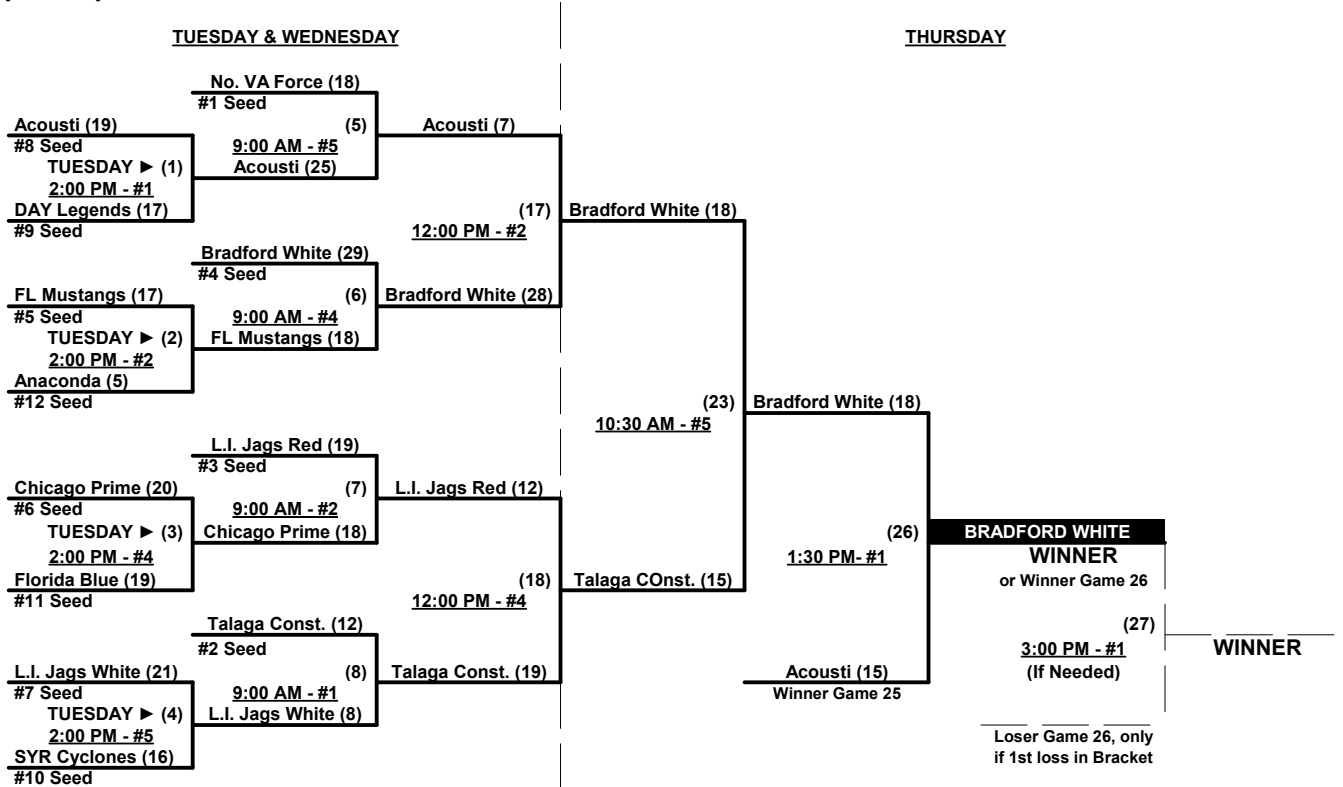 TUESDAY & WEDNESDAY
THURSDAY
No. VA Force (18)
#1 Seed
Acousti (19)
#8 Seed
(5)
9:00 AM - #5
Acousti (7)
TUESDAY ► (1)
2:00 PM - #1
Acousti (25)
DAY Legends (17)
#9 Seed
(17)
12:00 PM - #2
Bradford White (18)
Bradford White (29)
#4 Seed
FL Mustangs (17)
#5 Seed
(6)
9:00 AM - #4
Bradford White (28)
TUESDAY ► (2)
2:00 PM - #2
FL Mustangs (18)
Anaconda (5)
#12 Seed
(23)
10:30 AM - #5
Bradford White (18)
L.I. Jags Red (19)
#3 Seed
Chicago Prime (20)
#6 Seed
(7)
9:00 AM - #2
L.I. Jags Red (12)
TUESDAY ► (3)
2:00 PM - #4
Chicago Prime (18)
(26)
1:30 PM- #1
BRADFORD WHITE
WINNER
or Winner Game 26
Florida Blue (19)
#11 Seed
(18)
12:00 PM - #4
Talaga COnst. (15)
Talaga Const. (12)
#2 Seed
(27)
3:00 PM - #1
(If Needed)
WINNER
L.I. Jags White (21)
#7 Seed
(8)
9:00 AM - #1
Talaga Const. (19)
Acousti (15)
Winner Game 25
TUESDAY ► (4)
2:00 PM - #5
L.I. Jags White (8)
SYR Cyclones (16)
#10 Seed
Loser Game 26, only
if 1st loss in Bracket